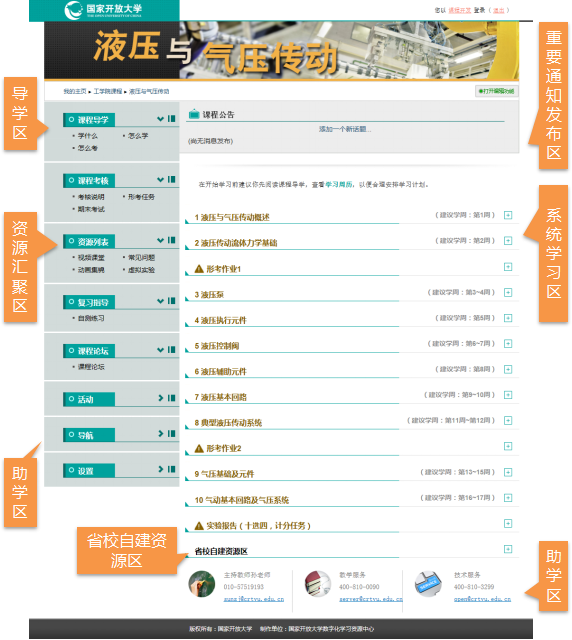 国家开放大学
THE OPEN UNIVERSITY OF CHINA
您以 课程开发 登录（退出）
液压与气压传动
我的主页 ▸ 工学院课程 ▸ 液压与气压传动
打开编辑功能
导学区
重要通知发布区
课程导学
学什么
怎么学
怎么考
课程公告
添加一个新话题...
(尚无消息发布)
课程考核
考核说明
形考任务
期末考试
在开始学习前建议你先阅读课程导学，查看学习周历，以便合理安排学习计划。
资源汇聚区
系统学习区
资源列表
视频课堂
常见问题
动画集锦
虚拟实验
复习指导
自测练习
课程论坛
课程论坛
活动
导航
设置
助学区
1 液压与气压传动概述
（建议学周：第1周）
2 液压传动流体力学基础
（建议学周：第2周）
形考作业1
3 液压泵
（建议学周：第3~4周）
4 液压执行元件
（建议学周：第5周）
5 液压控制阀
（建议学周：第6~7周）
6 液压辅助元件
（建议学周：第8周）
7 液压基本回路
（建议学周：第9~10周）
8 典型液压传动系统
（建议学周：第11周~第12周）
形考作业2
9 气压基础及元件
（建议学周：第13~15周）
10 气动基本回路及气压系统
（建议学周：第16~17周）
实验报告（十选四，计分任务）
省校自建资源区
省校自建资源区
主持教师孙老师
010-57519193
sunzj@crtvu.edu.cn
教学服务
400-810-0090
server@crtvu.edu.cn
技术服务
400-810-3299
open@crtvu.edu.cn
助学区
版权所有：国家开放大学 制作单位：国家开放大学数字化学习资源中心